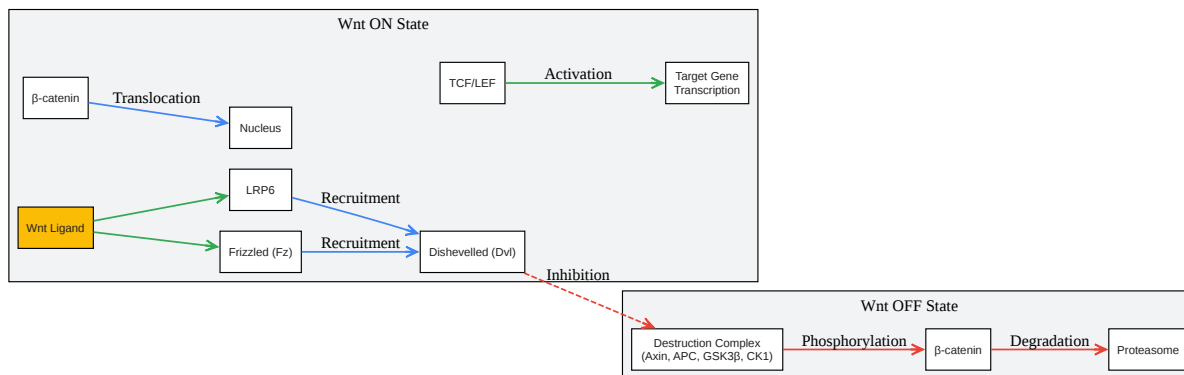 Wnt ON State
β-catenin
Translocation
Nucleus
TCF/LEF
Activation
Target Gene
Transcription
Wnt Ligand
LRP6
Recruitment
Frizzled (Fz)
Recruitment
Dishevelled (Dvl)
Inhibition
Wnt OFF State
Destruction Complex
(Axin, APC, GSK3β, CK1)
Phosphorylation
β-catenin
Degradation
Proteasome